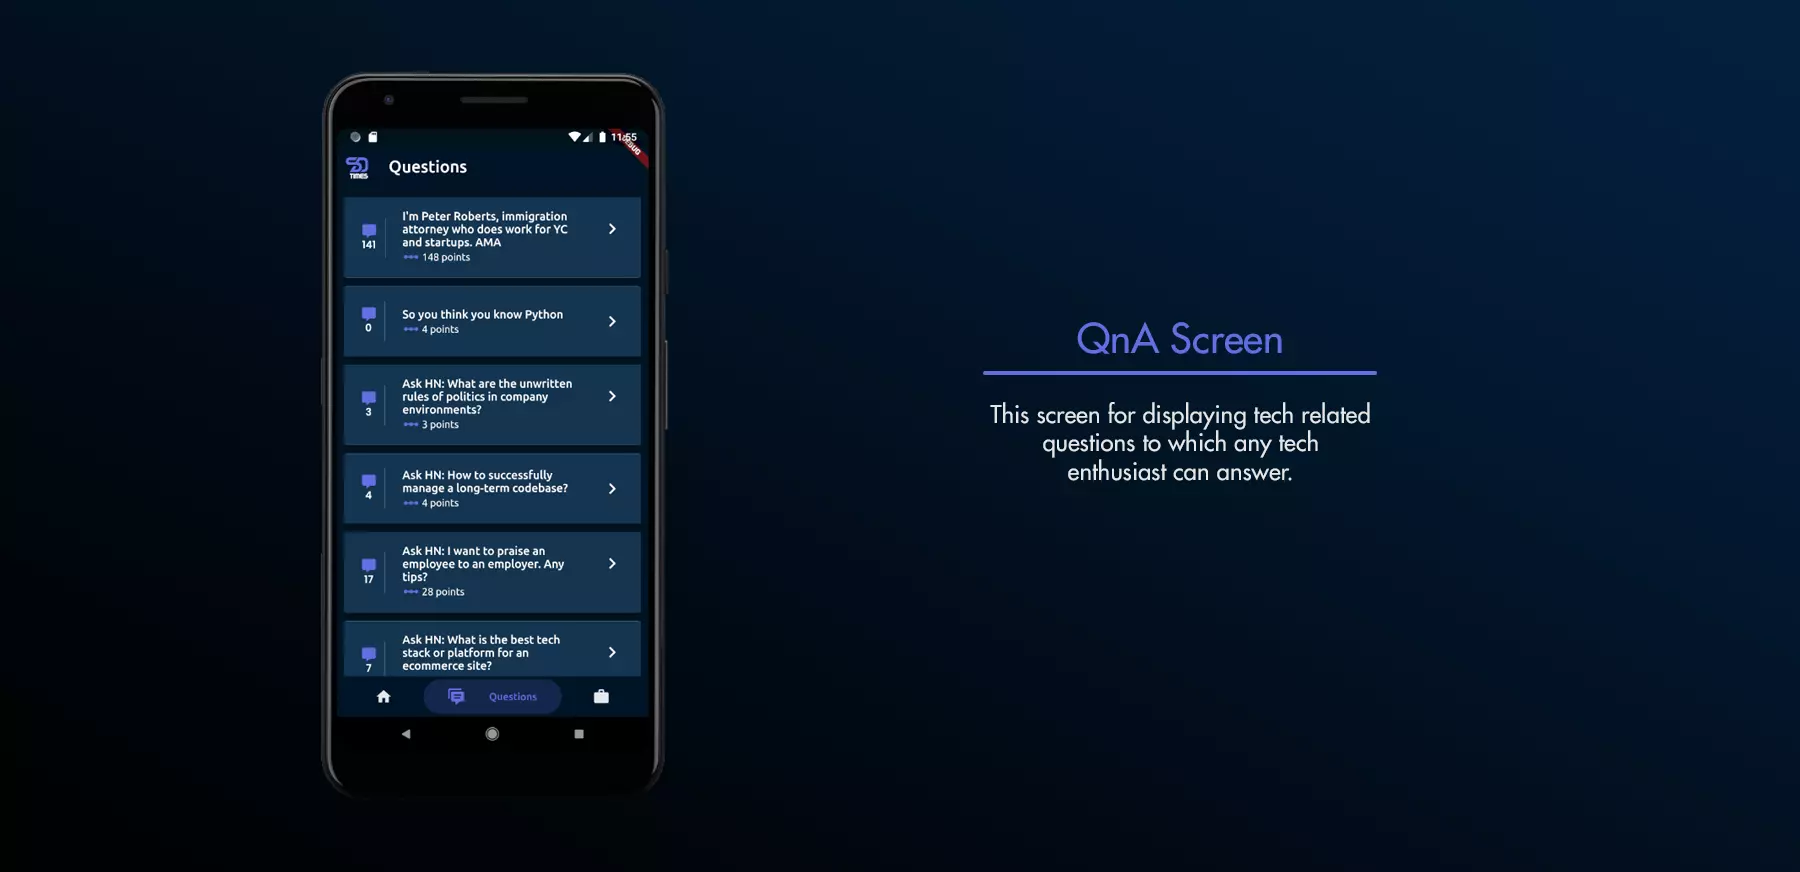 11:55
DEBUG
SD
TIMES
Questions
I'm Peter Roberts, immigration
attorney who does work for YC
and startups. AMA
141
148 points
So you think you know Python
0
4 points
Ask HN: What are the unwritten
rules of politics in company
environments?
3
3 points
Ask HN: How to successfully
manage a long-term codebase?
4
4 points
Ask HN: I want to praise an
employee to an employer. Any
tips?
17
28 points
Ask HN: What is the best tech
stack or platform for an
ecommerce site?
7
Questions
QnA Screen
This screen for displaying tech related
questions to which any tech
enthusiast can answer.